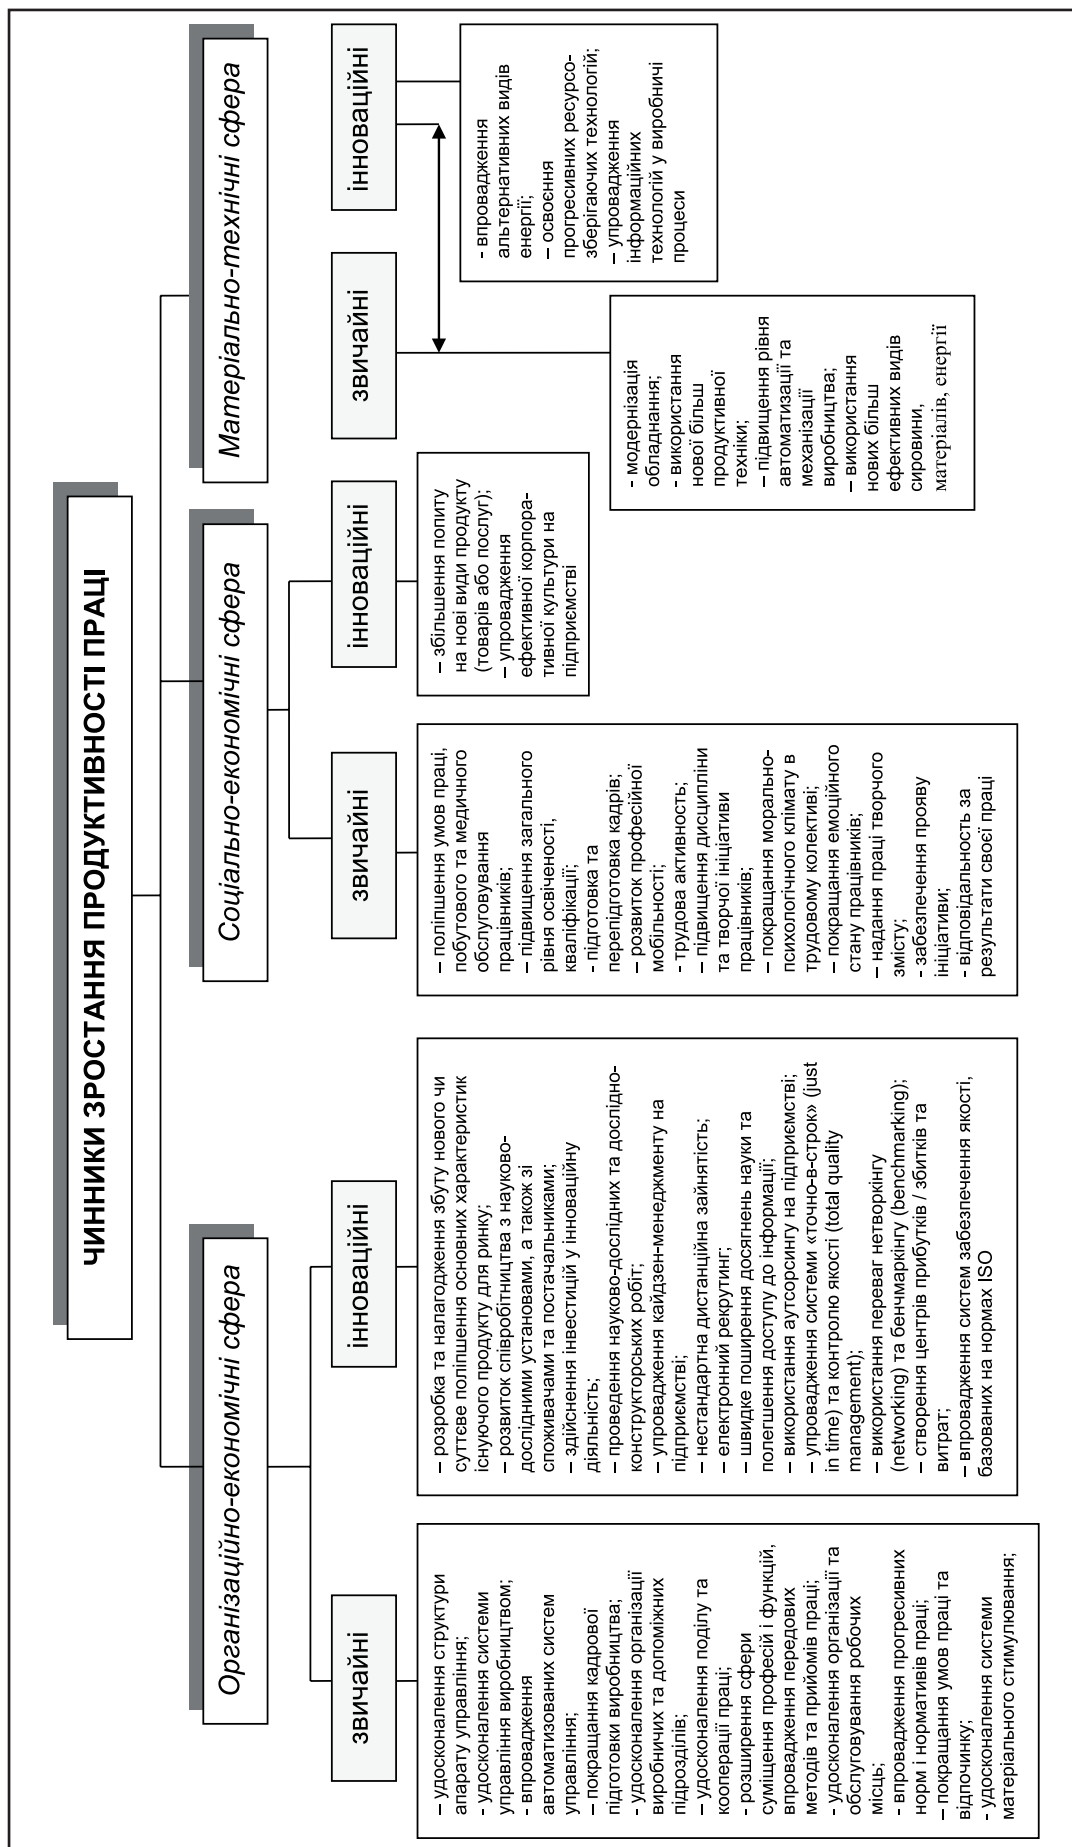 ЧИННИКИ ЗРОСТАННЯ ПРОДУКТИВНОСТІ ПРАЦІ
Організаційно-економічні сфера
звичайні
– удосконалення структури
апарату управління;
- удосконалення системи
управління виробництвом;
- впровадження
автоматизованих систем
управління;
– покращання кадрової
підготовки виробництва;
– удосконалення організації
виробничих та допоміжних
підрозділів;
– удосконалення поділу та
кооперації праці;
– розширення сфери
суміщення професій і функцій,
впровадження передових
методів та прийомів праці;
– удосконалення організації та
обслуговування робочих
місць;
– впровадження прогресивних
норм і нормативів праці;
- покращання умов праці та
відпочинку;
- удосконалення системи
матеріального стимулювання;
інноваційні
– розробка та налагодження збуту нового чи
суттєве поліпшення основних характеристик
існуючого продукту для ринку;
– розвиток співробітництва з науково-
дослідними установами, а також зі
споживачами та постачальниками;
– здійснення інвестицій у інноваційну
діяльність;
– проведення науково-дослідних та дослідно-
конструкторських робіт;
– упровадження кайдзен-менеджменту на
підприємстві;
– нестандартна дистанційна зайнятість;
– електронний рекрутинг;
– швидке поширення досягнень науки та
полегшення доступу до інформації;
– використання аутсорсингу на підприємстві;
– упровадження системи «точно-в-строк» (just
in time) та контролю якості (total quality
management);
– використання переваг нетворкінгу
(networking) та бенчмаркінгу (benchmarking);
– створення центрів прибутків / збитків та
витрат;
– впровадження систем забезпечення якості,
базованих на нормах ISO
Соціально-економічні сфера
звичайні
– поліпшення умов праці,
побутового та медичного
обслуговування
працівників;
– підвищення загального
рівня освіченості,
кваліфікації;
- підготовка та
перепідготовка кадрів;
– розвиток професійної
мобільності;
- трудова активність;
– підвищення дисципліни
та творчої ініціативи
працівників;
– покращання морально-
психологічного клімату в
трудовому колективі;
– покращання емоційного
стану працівників;
– надання праці творчого
змісту;
- забезпечення прояву
ініціативи;
- відповідальність за
результати своєї праці
інноваційні
– збільшення попиту
на нові види продукту
(товарів або послуг);
– упровадження
ефективної корпора-
тивної культури на
підприємстві
Матеріально-технічні сфера
звичайні
- модернізація
обладнання;
- використання
нової більш
продуктивної
техніки;
– підвищення рівня
автоматизації та
механізації
виробництва;
– використання
нових більш
ефективних видів
сировини,
матеріалів, енергії
інноваційні
- впровадження
альтернативних видів
енергії;
– освоєння
прогресивних ресурсо-
зберігаючих технологій;
– упровадження
інформаційних
технологій у виробничі
процеси